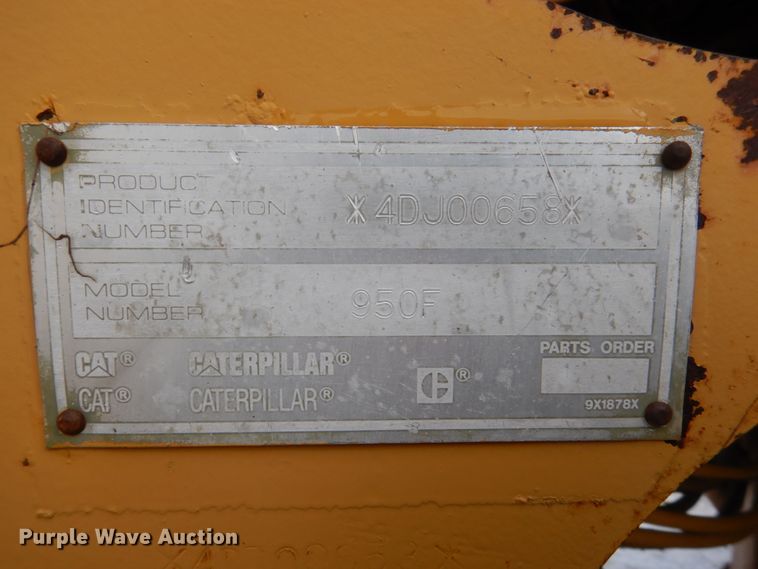 PRODUCT
IDENTIFICATION
NUMBER
*4DJ00658*
MODEL
NUMBER
950F
PARTS ORDER
CAT® CATERPILLAR®
CAT® CATERPILLAR® C®
9X1878X
Purple Wave Auction®